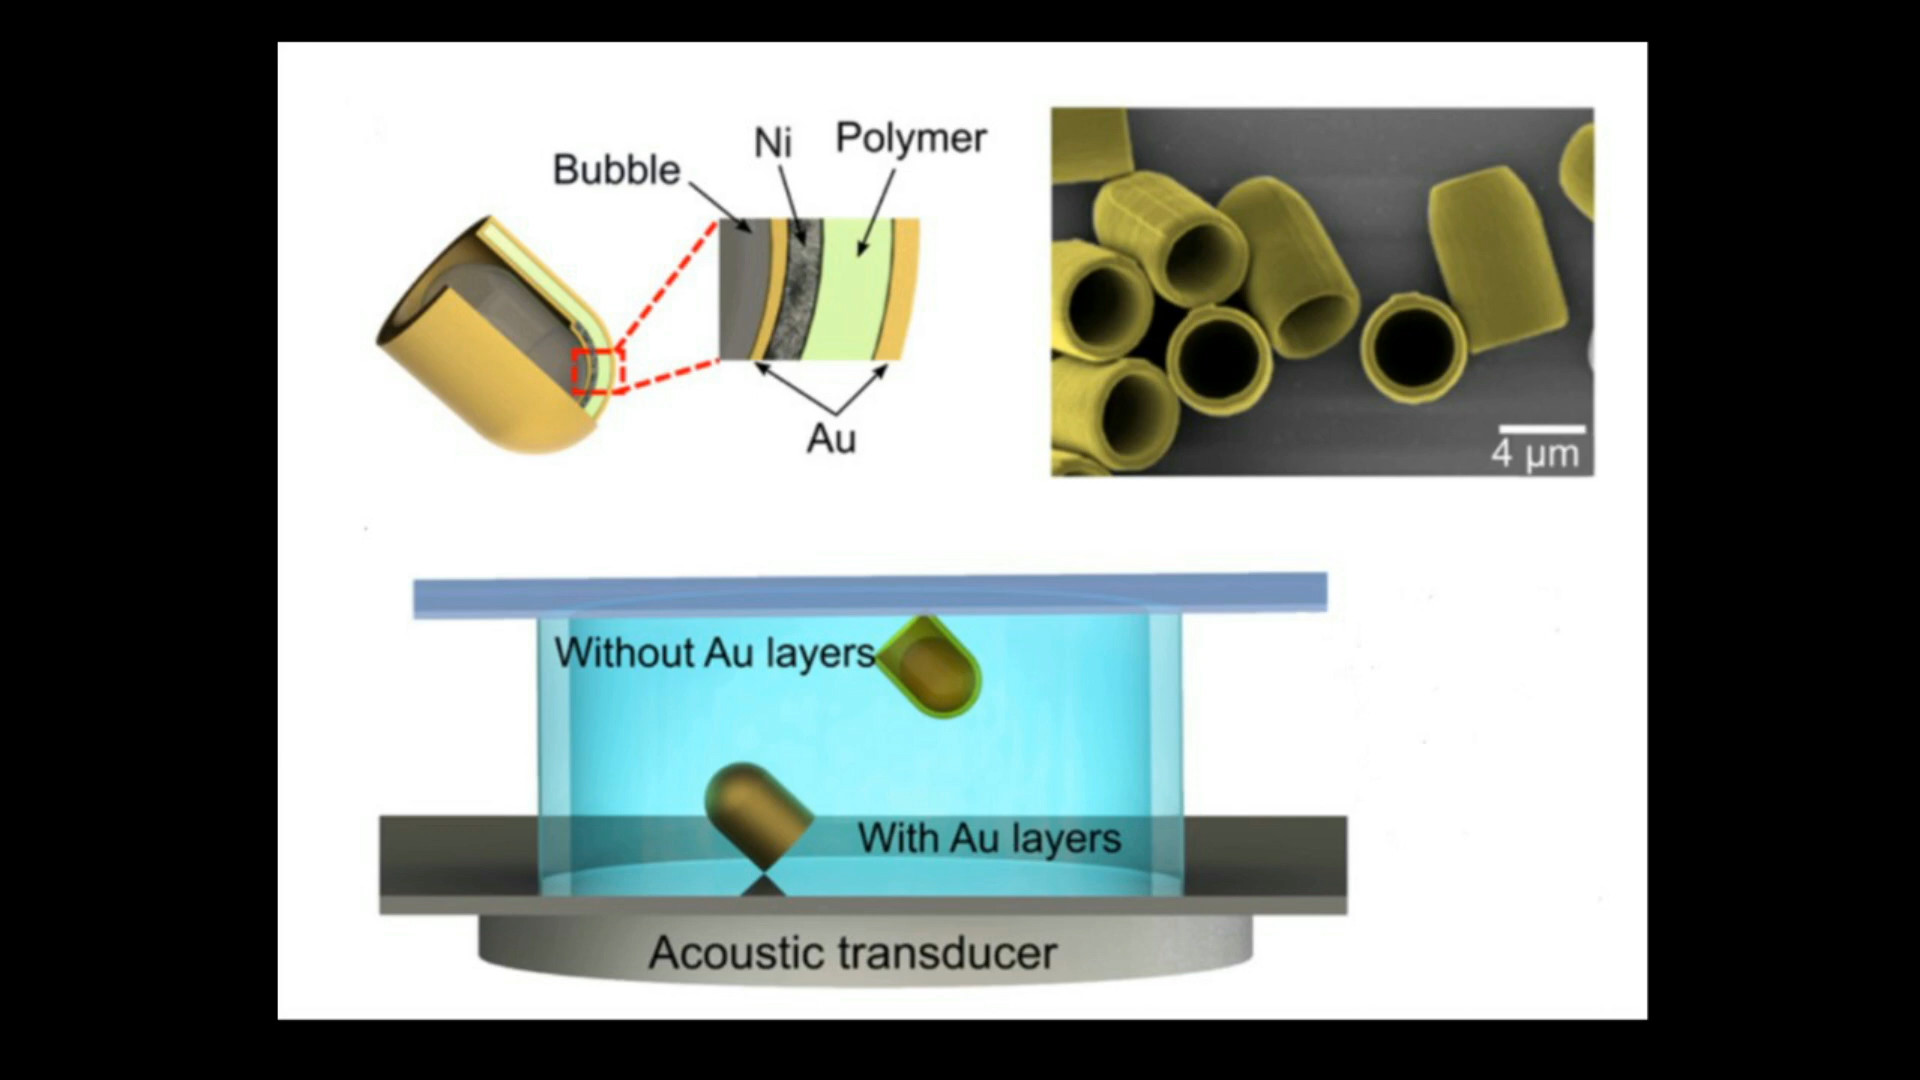 Bubble
Ni
Polymer
Au
4 µm
Without Au layers
With Au layers
Acoustic transducer